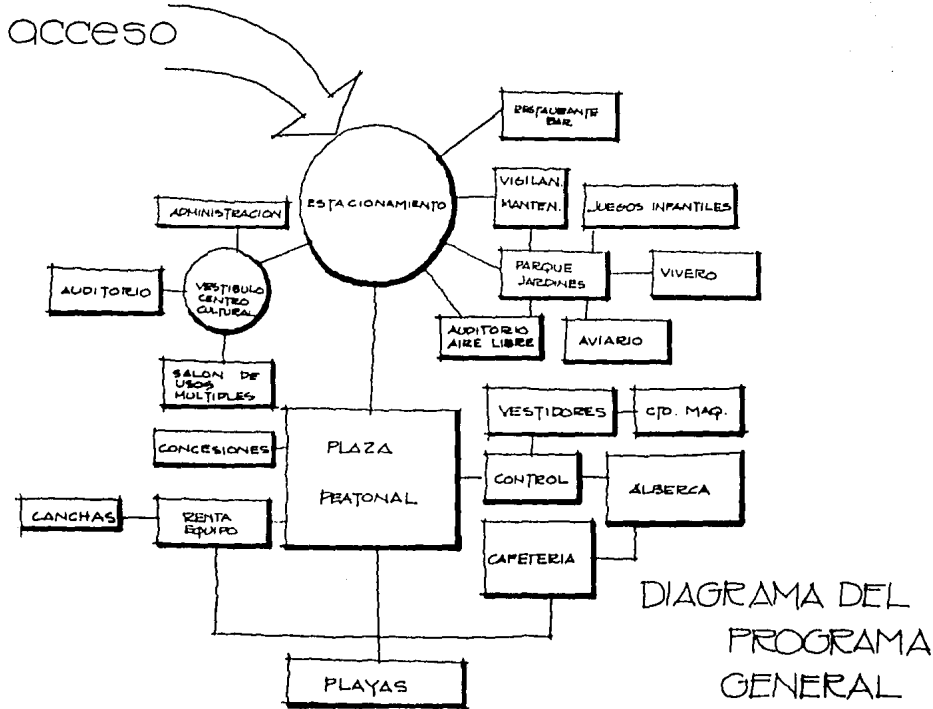 acceso
RESTAURANTE
BAR
ESTACIONAMIENTO
VIGILAN.
MANTEN.
JUEGOS INFANTILES
ADMINISTRACION
AUDITORIO
VESTIBULO
CENTRO
CULTURAL
PARQUE
JARDINES
VIVERO
AUDITORIO
AIRE LIBRE
AVIARIO
SALON DE
USOS
MULTIPLES
VESTIDORES
CTO. MAQ.
CONCESIONES
PLAZA
PEATONAL
CONTROL
ALBERCA
CANCHAS
RENTA
EQUIPO
CAFETERIA
PLAYAS
DIAGRAMA DEL
PROGRAMA
GENERAL